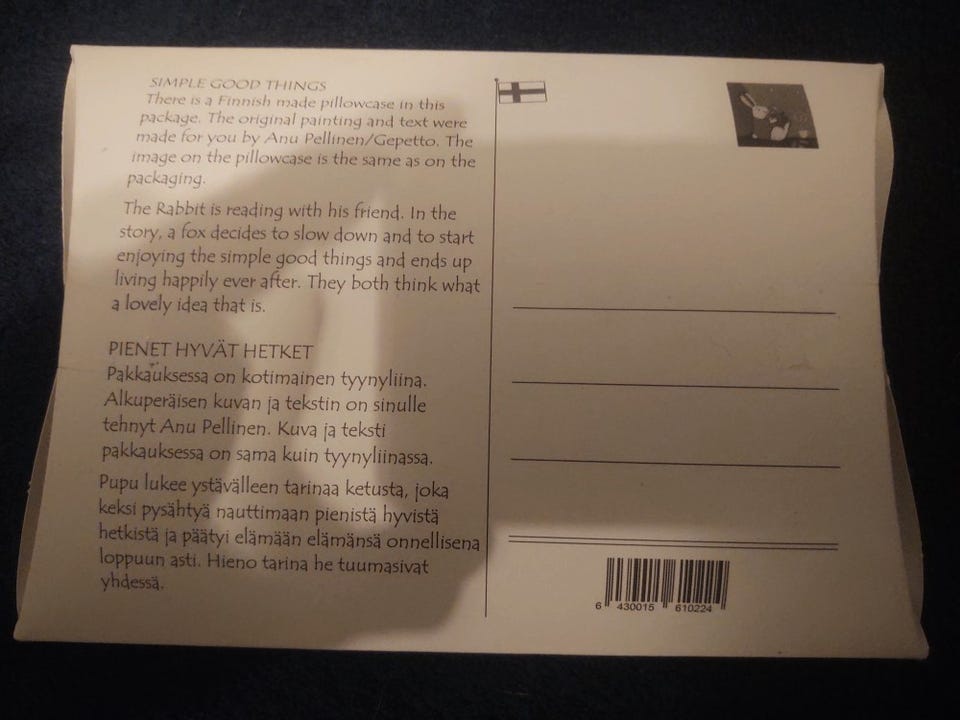 SIMPLE GOOD THINGS
There is a Finnish made pillowcase in this
package. The original painting and text were
made for you by Anu Pellinen/Gepetto. The
image on the pillowcase is the same as on the
packaging.
The Rabbit is reading with his friend. In the
story, a fox decides to slow down and to start
enjoying the simple good things and ends up
living happily ever after. They both think what
a lovely idea that is.
PIENET HYVÄT HETKET
Pakkauksessa on kotimainen tyynyliina.
Alkuperäisen kuvan ja tekstin on sinulle
tehnyt Anu Pellinen. Kuva ja teksti
pakkauksessa on sama kuin tyynyliinassa.
Pupu lukee ystävälleen tarinaa ketusta, joka
keksi pysähtyä nauttimaan pienistä hyvistä
hetkistä ja päätyi elämään elämänsä onnellisena
loppuun asti. Hieno tarina he tuumasivat
yhdessä.
6 430015 610224